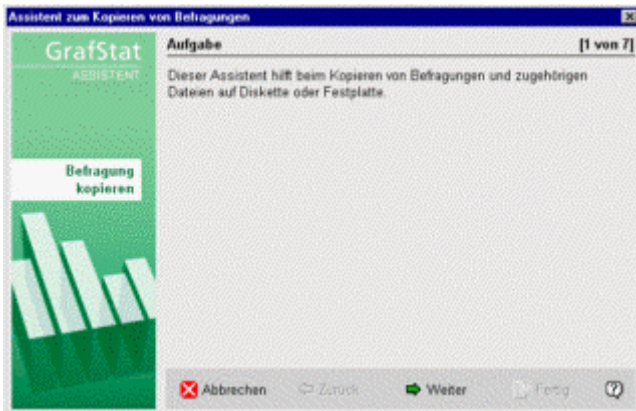 Assistent zum Kopieren von Befragungen
GrafStat
ASSISTENT
Befragung
kopieren
Aufgabe [1 von 7]
Dieser Assistent hilft beim Kopieren von Befragungen und zugehörigen
Dateien auf Diskette oder Festplatte.
Abbrechen Zurück Weiter Fertig ?